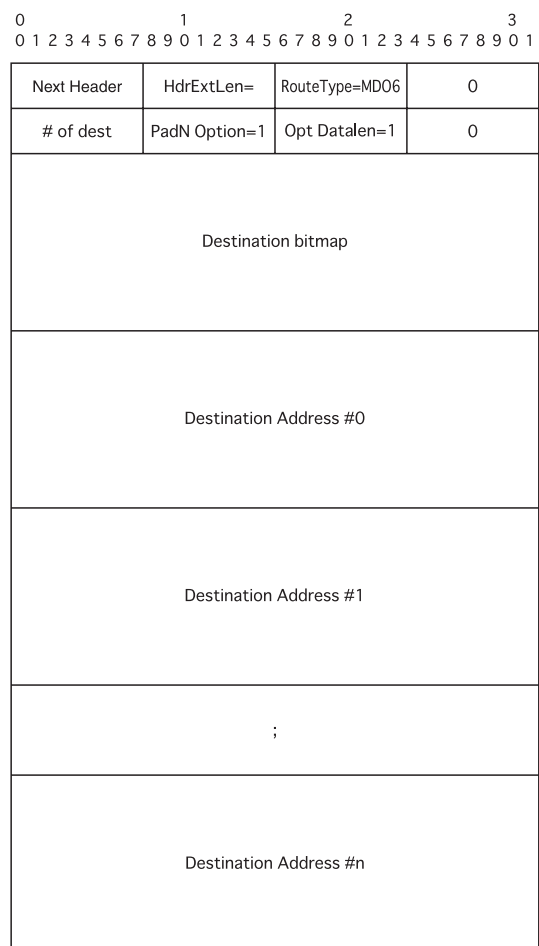 0 1 2 3
0 1 2 3 4 5 6 7 8 9 0 1 2 3 4 5 6 7 8 9 0 1 2 3 4 5 6 7 8 9 0 1
Next Header HdrExtLen= RouteType=MDO6 0
# of dest PadN Option=1 Opt Datalen=1 0
Destination bitmap
Destination Address #0
Destination Address #1
;
Destination Address #n